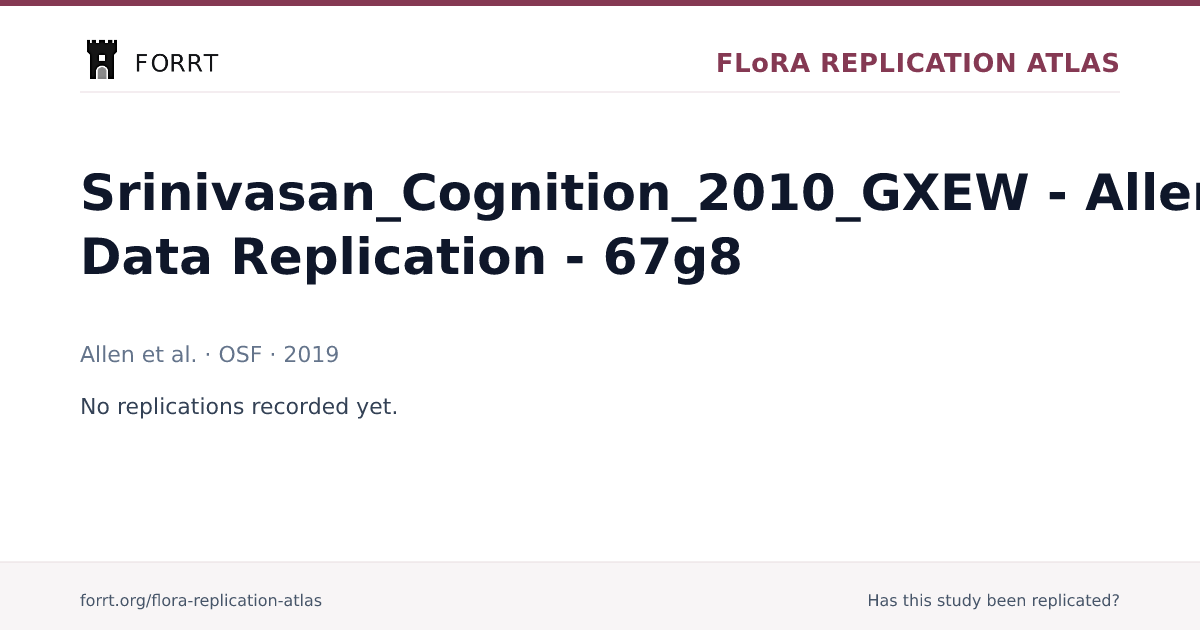 FORRT
FLoRA REPLICATION ATLAS
Srinivasan_Cognition_2010_GXEW - Allen
Data Replication - 67g8
Allen et al. · OSF · 2019
No replications recorded yet.
forrt.org/flora-replication-atlas
Has this study been replicated?